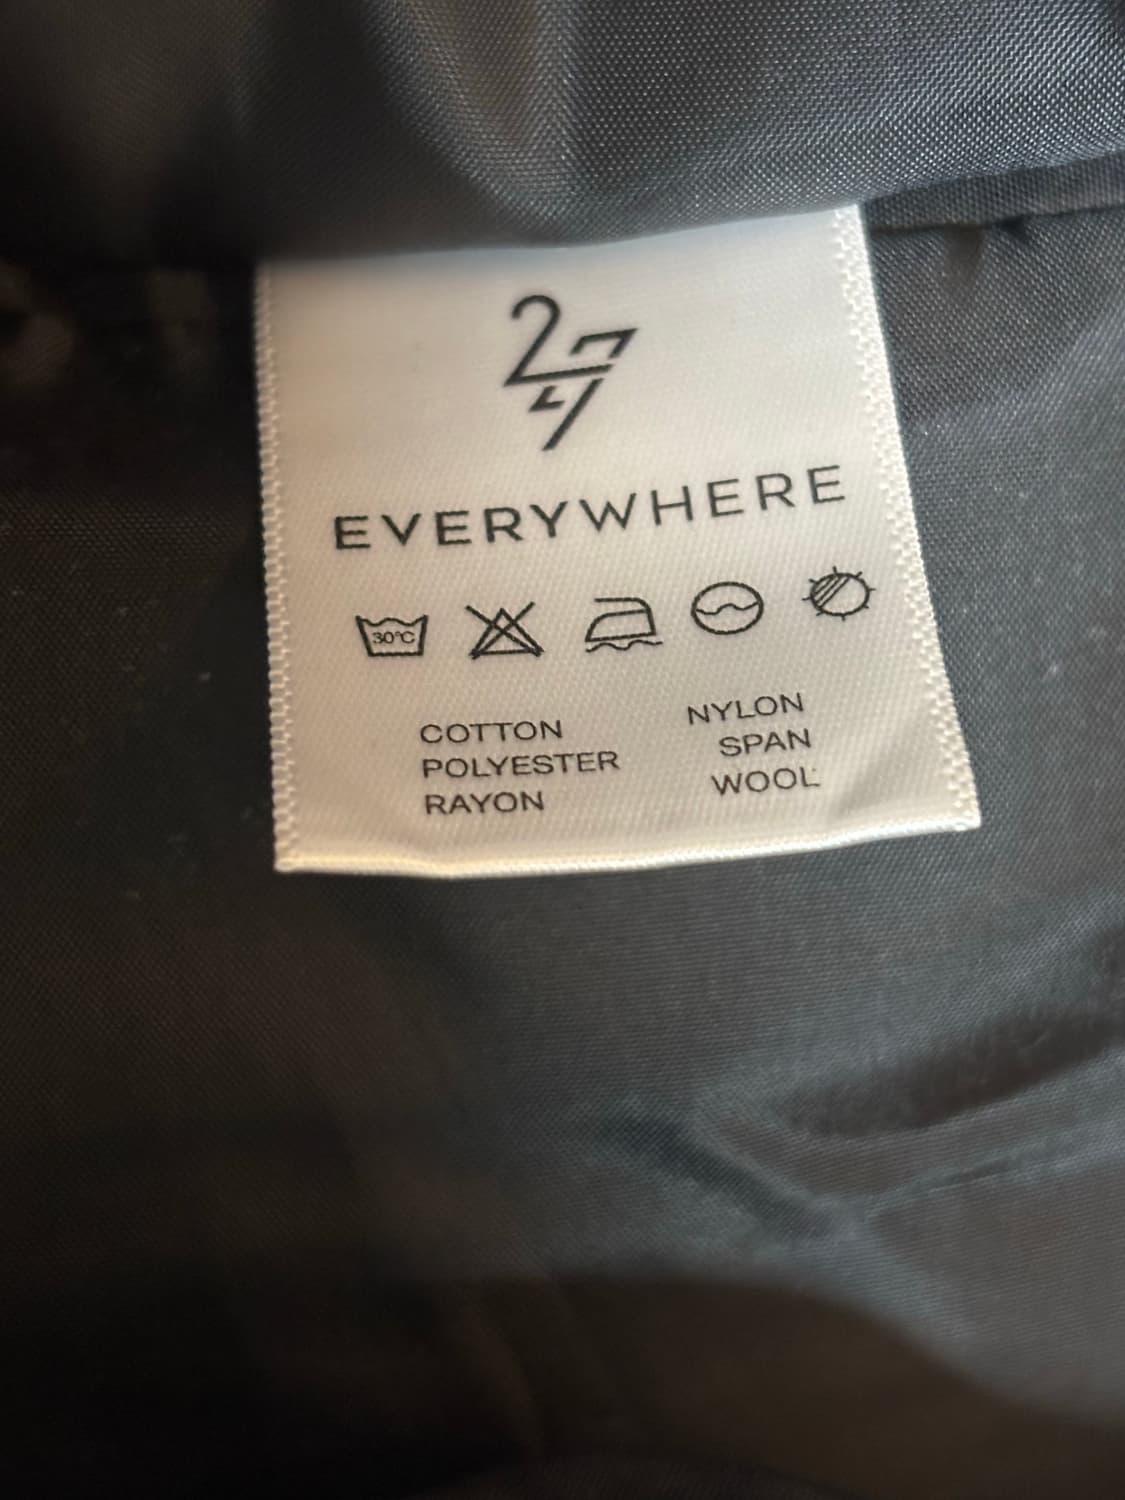 247
EVERYWHERE
30°C
COTTON NYLON
POLYESTER SPAN
RAYON WOOL